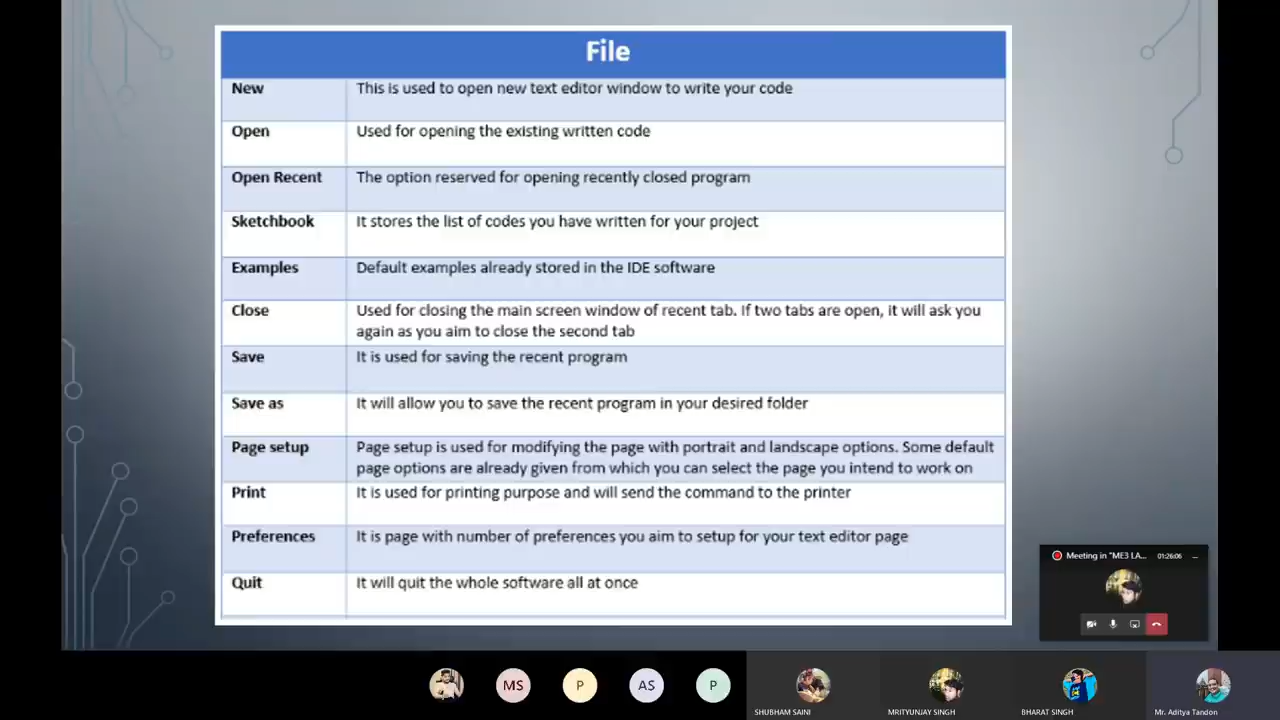 File
New This is used to open new text editor window to write your code
Open Used for opening the existing written code
Open Recent The option reserved for opening recently closed program
Sketchbook It stores the list of codes you have written for your project
Examples Default examples already stored in the IDE software
Close Used for closing the main screen window of recent tab. If two tabs are open, it will ask you
again as you aim to close the second tab
Save It is used for saving the recent program
Save as It will allow you to save the recent program in your desired folder
Page setup Page setup is used for modifying the page with portrait and landscape options. Some default
page options are already given from which you can select the page you intend to work on
Print It is used for printing purpose and will send the command to the printer
Preferences It is page with number of preferences you aim to setup for your text editor page
Quit It will quit the whole software all at once
Meeting in "ME3 LA... 01:26:06
MS P AS P
SHUBHAM SAINI MRITYUNJAY SINGH BHARAT SINGH Mr. Aditya Tandon